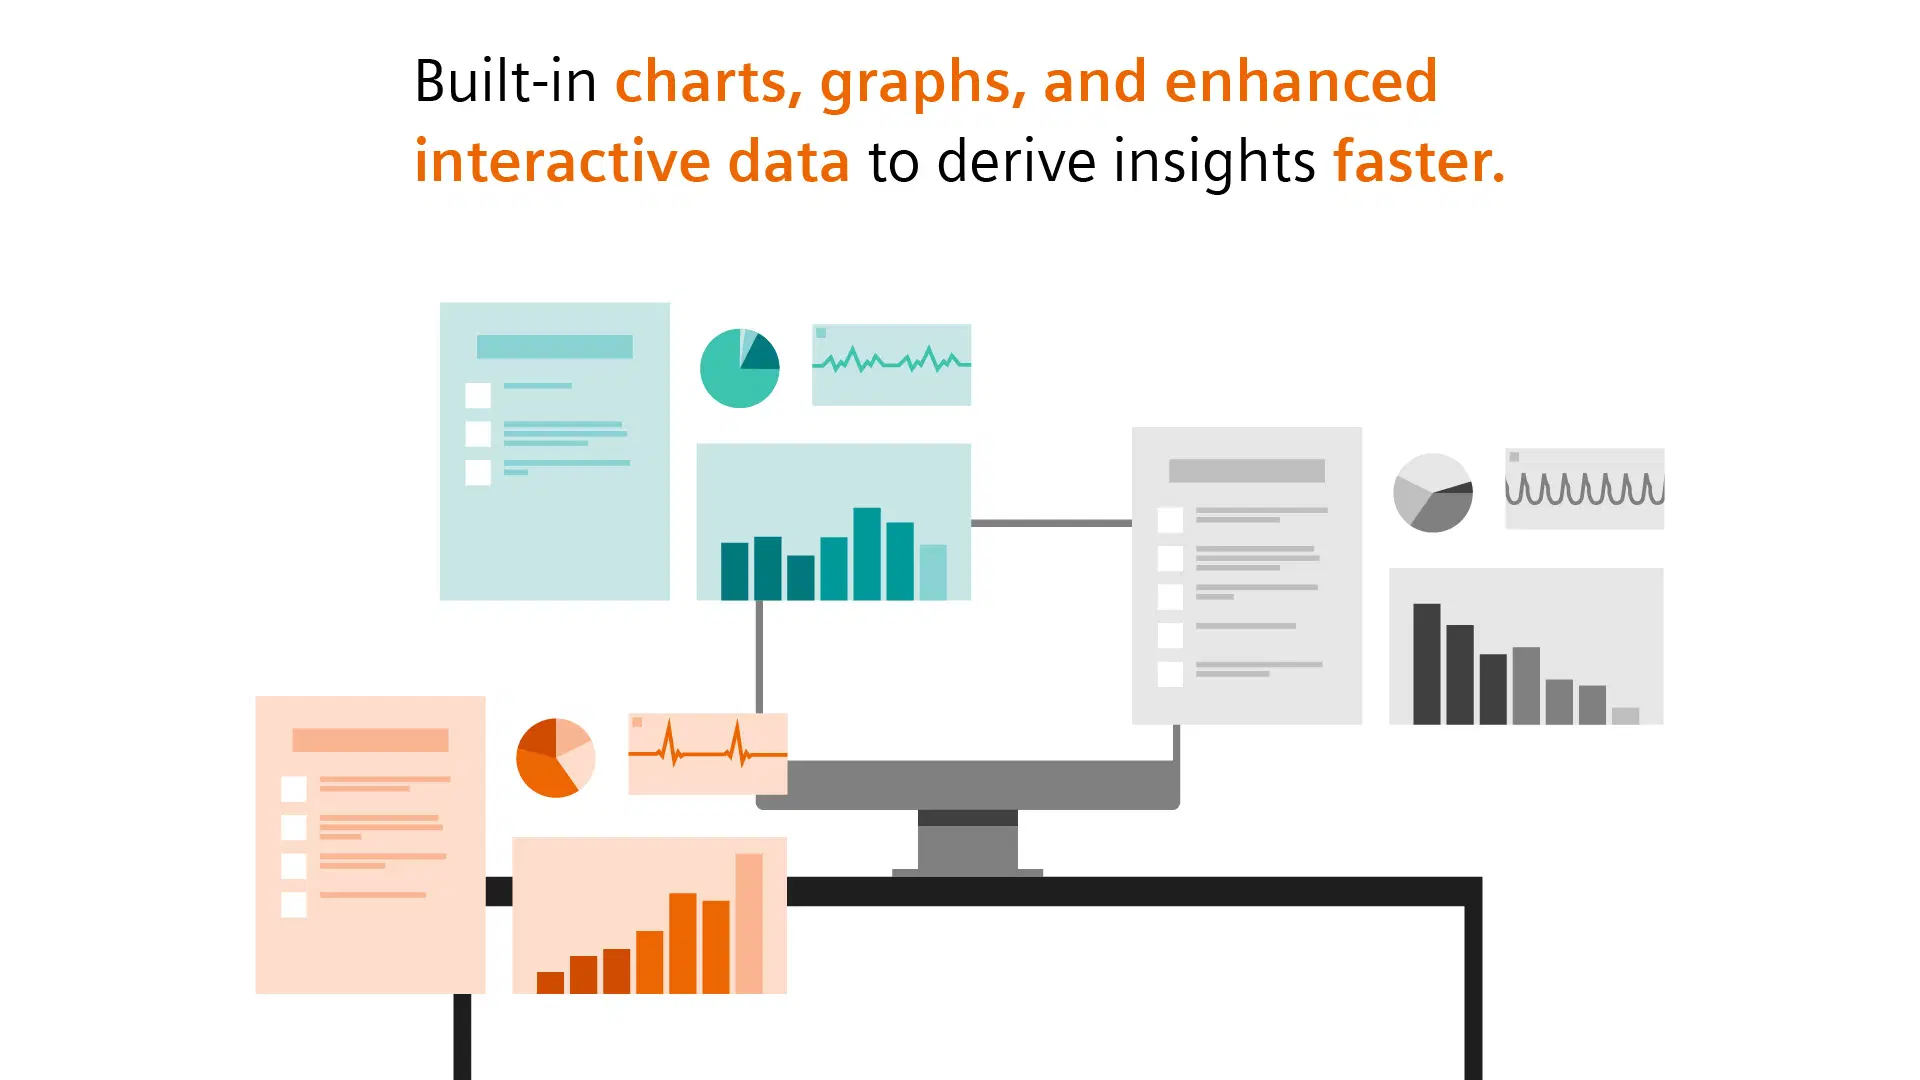 Built-in charts, graphs, and enhanced
interactive data to derive insights faster.